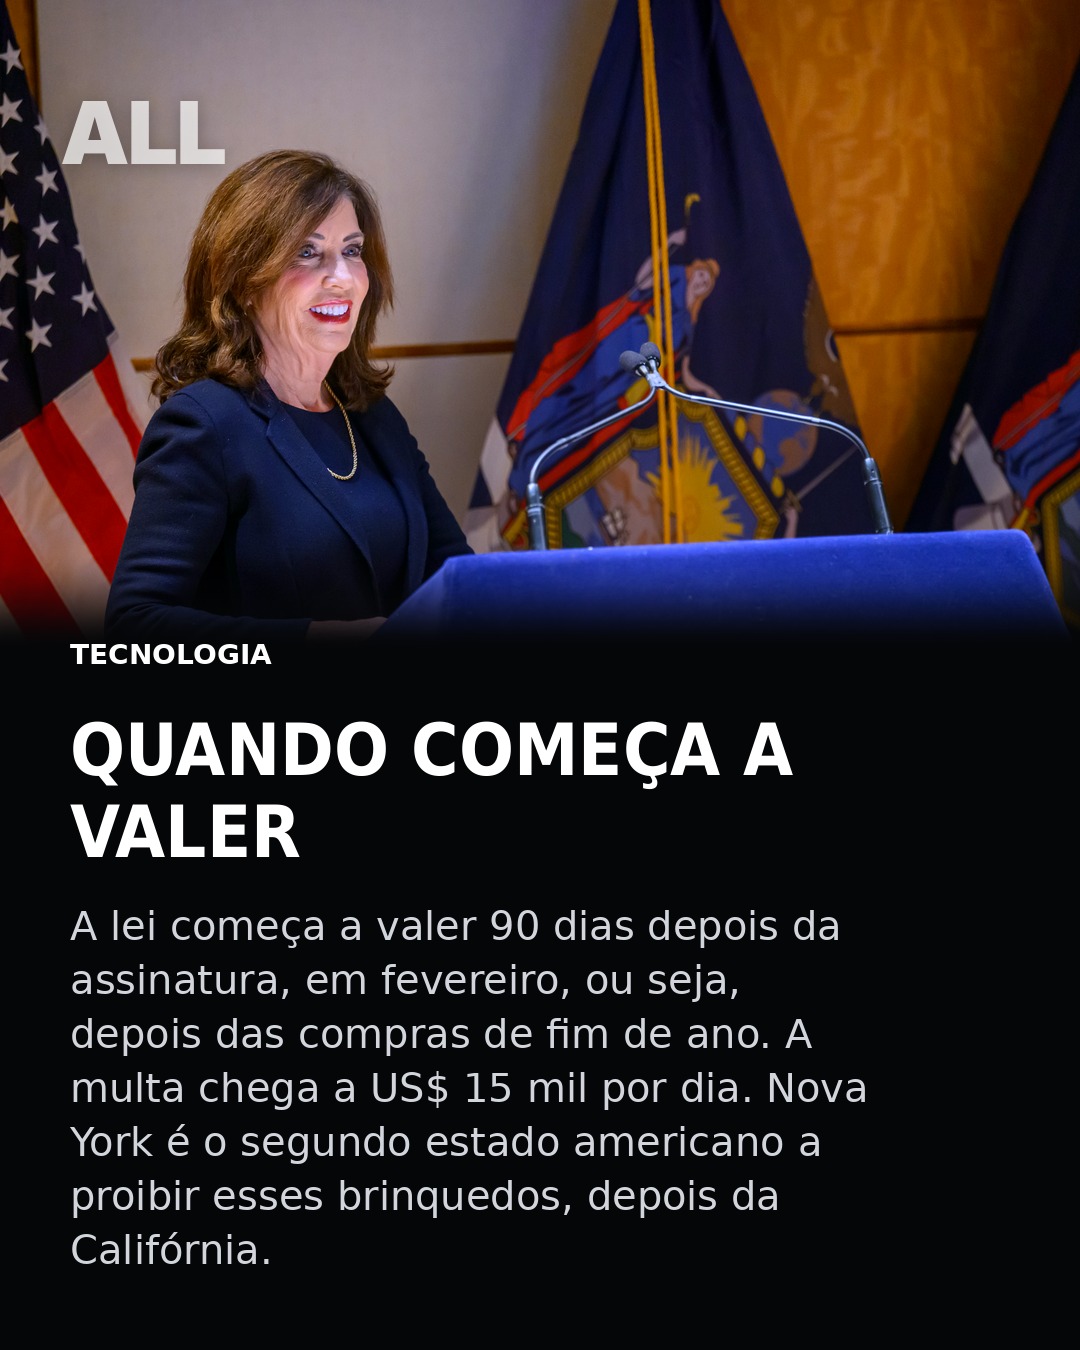 ALL
TECNOLOGIA
QUANDO COMEÇA A
VALER
A lei começa a valer 90 dias depois da
assinatura, em fevereiro, ou seja,
depois das compras de fim de ano. A
multa chega a US$ 15 mil por dia. Nova
York é o segundo estado americano a
proibir esses brinquedos, depois da
Califórnia.